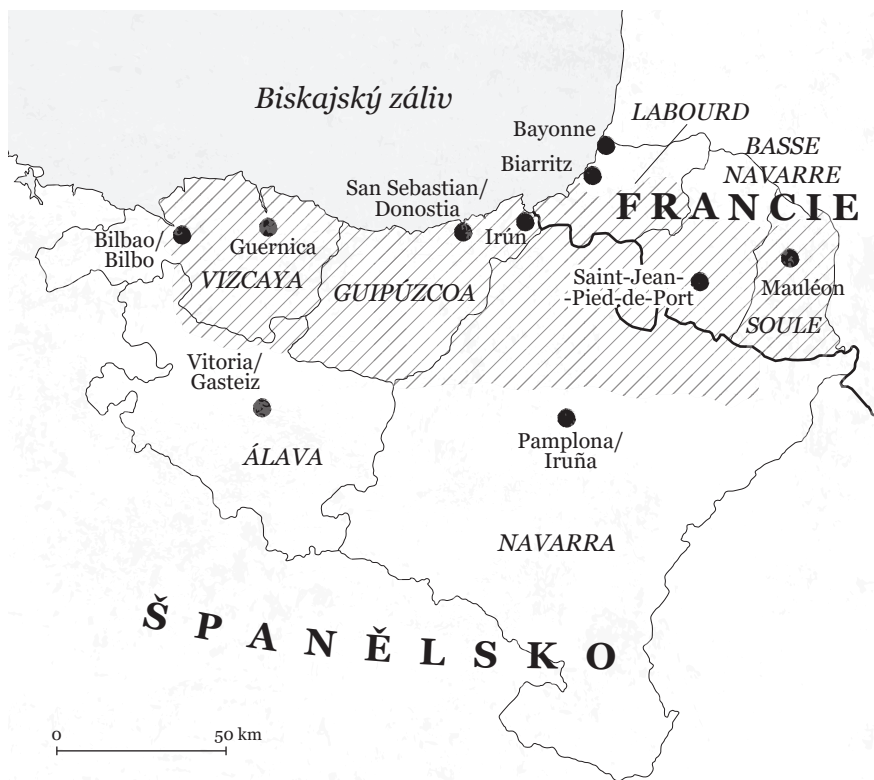 Biskajský záliv
LABOURD
Bayonne
BASSE
NAVARRE
Biarritz
San Sebastian/
Donostia
FRANCIE
Bilbao/
Bilbo
Guernica
Irún
VIZCAYA
GUIPÚZCOA
Saint-Jean-
-Pied-de-Port
Mauléon
SOULE
Vitoria/
Gasteiz
Pamplona/
Iruña
ÁLAVA
NAVARRA
ŠPANĚLSKO
0 50 km